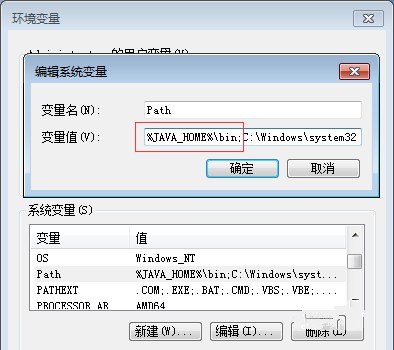 环境变量
的用户变量(U)
编辑系统变量
变量名(N):
Path
变量值(V):
%JAVA_HOME%\bin;C:\Windows\system32
确定
取消
系统变量(S)
变量
值
OS
Windows_NT
Path
%JAVA_HOME%\bin;C:\Windows\syst...
PATHEXT
.COM;.EXE;.BAT;.CMD;.VBS;.VBE;....
PROCESSOR_AR
AMD64
新建(W)...
编辑(I)...
删除(L)